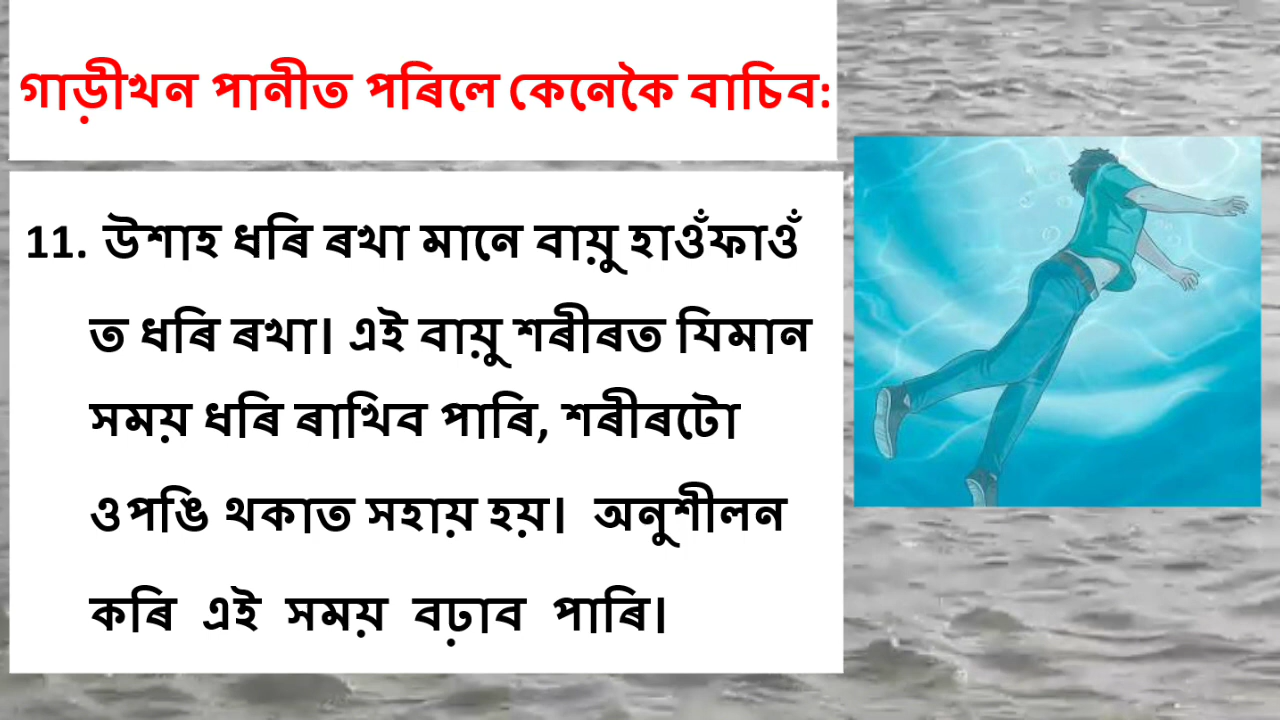 গাড়ীখন পানীত পৰিলে কেনেকৈ বাচিব:
11. উশাহ ধৰি ৰখা মানে বায়ু হাওঁফাওঁ
ত ধৰি ৰখা। এই বায়ু শৰীৰত যিমান
সময় ধৰি ৰাখিব পাৰি, শৰীৰটো
ওপঙি থকাত সহায় হয়। অনুশীলন
কৰি এই সময় বঢ়াব পাৰি।